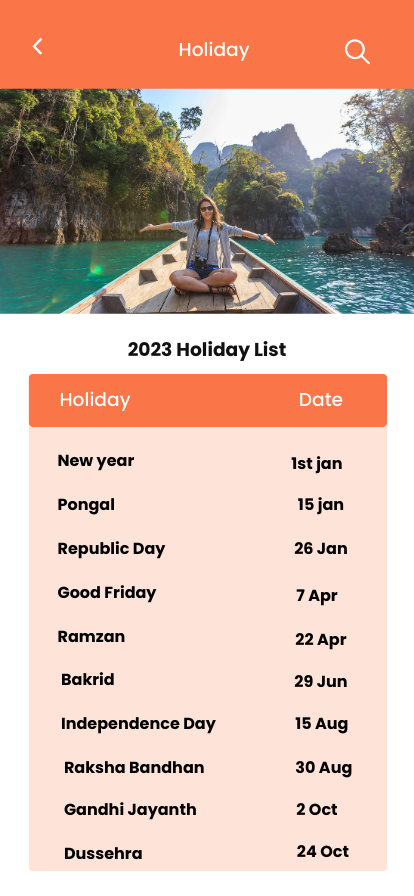 Holiday
2023 Holiday List
Holiday Date
New year 1st jan
Pongal 15 jan
Republic Day 26 Jan
Good Friday 7 Apr
Ramzan 22 Apr
Bakrid 29 Jun
Independence Day 15 Aug
Raksha Bandhan 30 Aug
Gandhi Jayanth 2 Oct
Dussehra 24 Oct